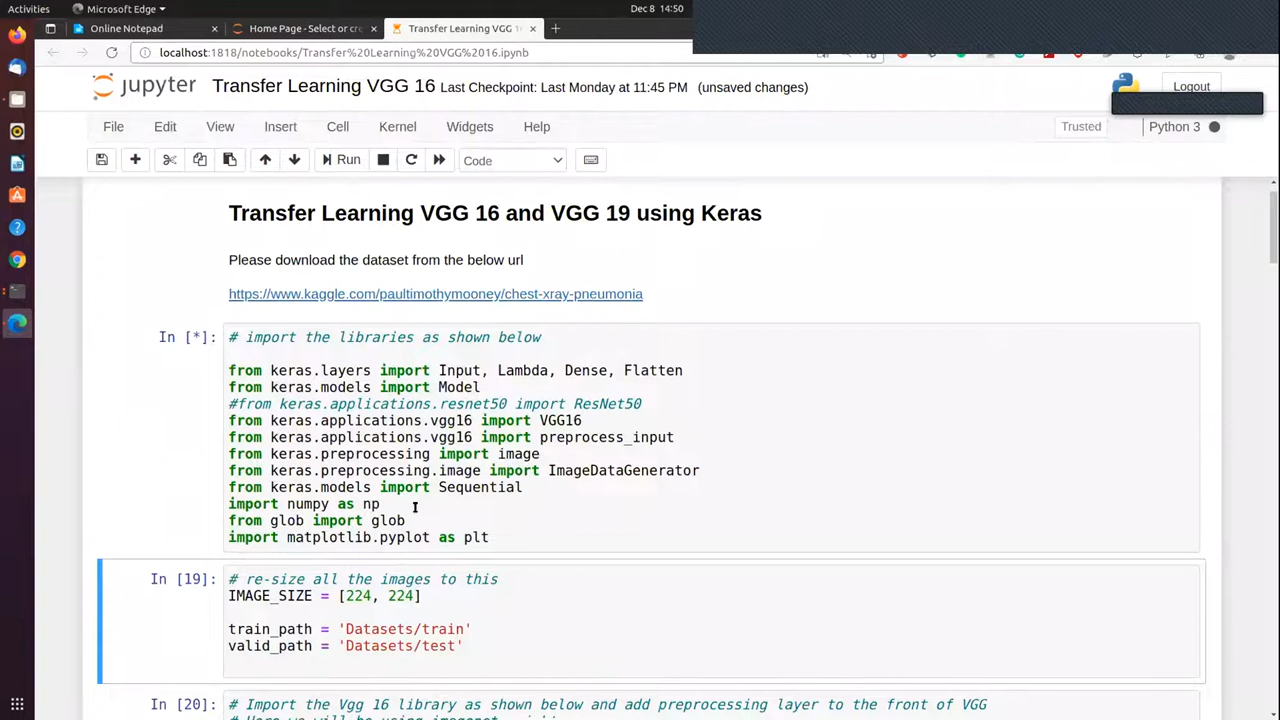 Activities
Microsoft Edge
Dec 8 14:50
Online Notepad
Home Page - Select or cre
Transfer Learning VGG 1
localhost:1818/notebooks/Transfer%20Learning%20VGG%2016.ipynb
jupyter
Transfer Learning VGG 16 Last Checkpoint: Last Monday at 11:45 PM (unsaved changes)
Logout
File Edit View Insert Cell Kernel Widgets Help
Trusted
Python 3
Run
Code
Transfer Learning VGG 16 and VGG 19 using Keras
Please download the dataset from the below url
https://www.kaggle.com/paultimothymooney/chest-xray-pneumonia
In [*]: # import the libraries as shown below
from keras.layers import Input, Lambda, Dense, Flatten
from keras.models import Model
#from keras.applications.resnet50 import ResNet50
from keras.applications.vgg16 import VGG16
from keras.applications.vgg16 import preprocess_input
from keras.preprocessing import image
from keras.preprocessing.image import ImageDataGenerator
from keras.models import Sequential
import numpy as np
from glob import glob
import matplotlib.pyplot as plt
In [19]: # re-size all the images to this
IMAGE_SIZE = [224, 224]
train_path = 'Datasets/train'
valid_path = 'Datasets/test'
In [20]: # Import the Vgg 16 library as shown below and add preprocessing layer to the front of VGG
# Here we will be using imagenet